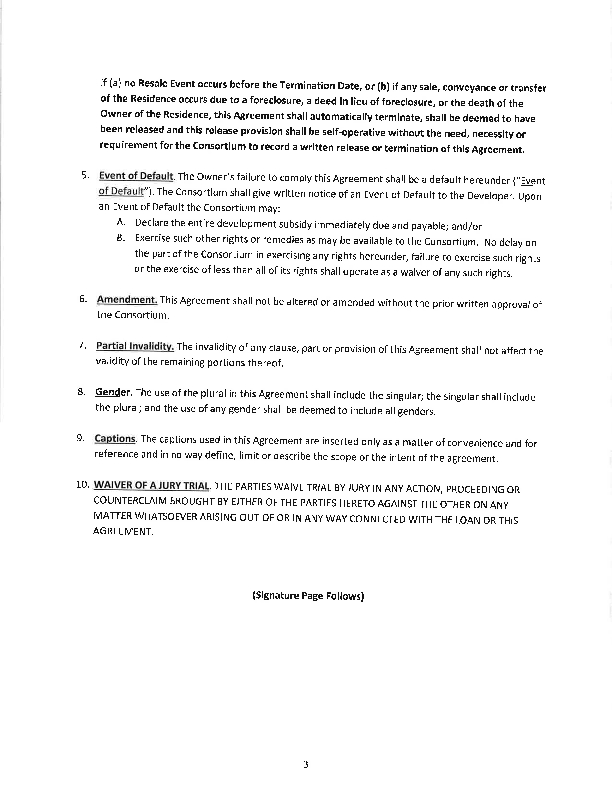 If (a) no Resale Event occurs before the Termination Date, or (b) if any sale, conveyance or transfer
of the Residence occurs due to a foreclosure, a deed in lieu of foreclosure, or the death of the
Owner of the Residence, this Agreement shall automatically terminate, shall be deemed to have
been released and this release provision shall be self-operative without the need, necessity or
requirement for the Consortium to record a written release or termination of this Agreement.
5. Event of Default. The Owner's failure to comply this Agreement shall be a default hereunder ("Event
of Default"). The Consortium shall give written notice of an Event of Default to the Developer. Upon
an Event of Default the Consortium may:
A. Declare the entire development subsidy immediately due and payable; and/or
B. Exercise such other rights or remedies as may be available to the Consortium. No delay on
the part of the Consortium in exercising any rights hereunder, failure to exercise such rights
or the exercise of less than all of its rights shall operate as a waiver of any such rights.
6. Amendment. This Agreement shall not be altered or amended without the prior written approval of
the Consortium.
7. Partial Invalidity. The invalidity of any clause, part or provision of this Agreement shall not affect the
validity of the remaining portions thereof.
8. Gender. The use of the plural in this Agreement shall include the singular; the singular shall include
the plural; and the use of any gender shall be deemed to include all genders.
9. Captions. The captions used in this Agreement are inserted only as a matter of convenience and for
reference and in no way define, limit or describe the scope or the intent of the agreement.
10. WAIVER OF A JURY TRIAL. THE PARTIES WAIVE TRIAL BY JURY IN ANY ACTION, PROCEEDING OR
COUNTERCLAIM BROUGHT BY EITHER OF THE PARTIES HERETO AGAINST THE OTHER ON ANY
MATTER WHATSOEVER ARISING OUT OF OR IN ANY WAY CONNECTED WITH THE LOAN OR THIS
AGREEMENT.
(Signature Page Follows)
3